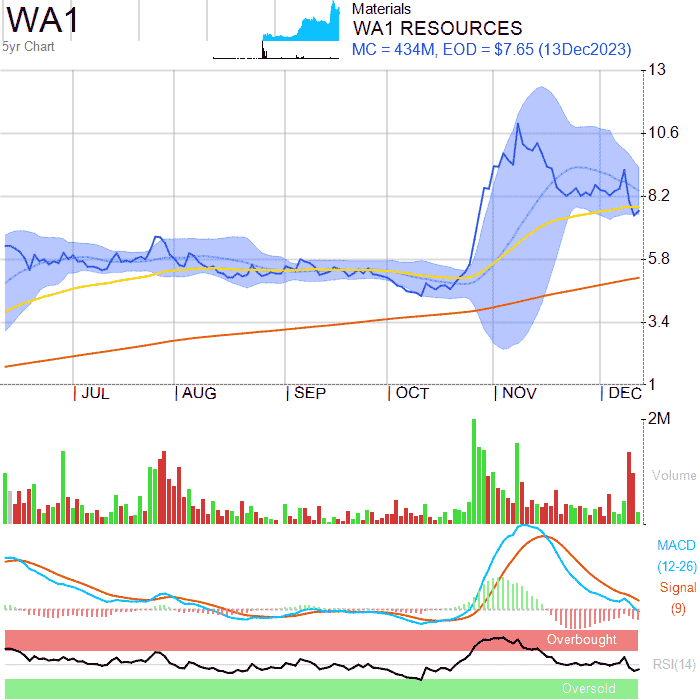 WA1
5yr Chart
Materials
WA1 RESOURCES
MC = 434M, EOD = $7.65 (13Dec2023)
13
10.6
8.2
5.8
3.4
1
JUL AUG SEP OCT NOV DEC
2M
Volume
MACD
(12-26)
Signal
(9)
Overbought
RSI(14)
Oversold